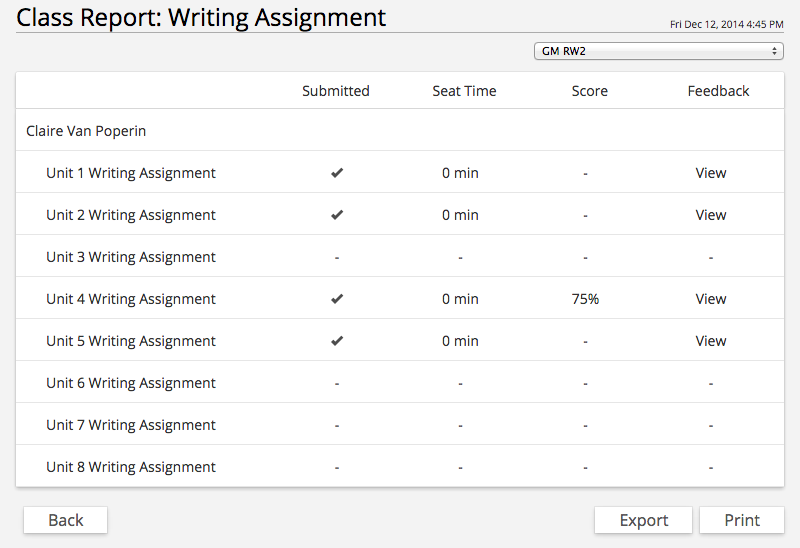 Class Report: Writing Assignment
Fri Dec 12, 2014 4:45 PM
GM RW2
Submitted Seat Time Score Feedback
Claire Van Poperin
Unit 1 Writing Assignment ✔ 0 min - View
Unit 2 Writing Assignment ✔ 0 min - View
Unit 3 Writing Assignment - - - -
Unit 4 Writing Assignment ✔ 0 min 75% View
Unit 5 Writing Assignment ✔ 0 min - View
Unit 6 Writing Assignment - - - -
Unit 7 Writing Assignment - - - -
Unit 8 Writing Assignment - - - -
Back Export Print